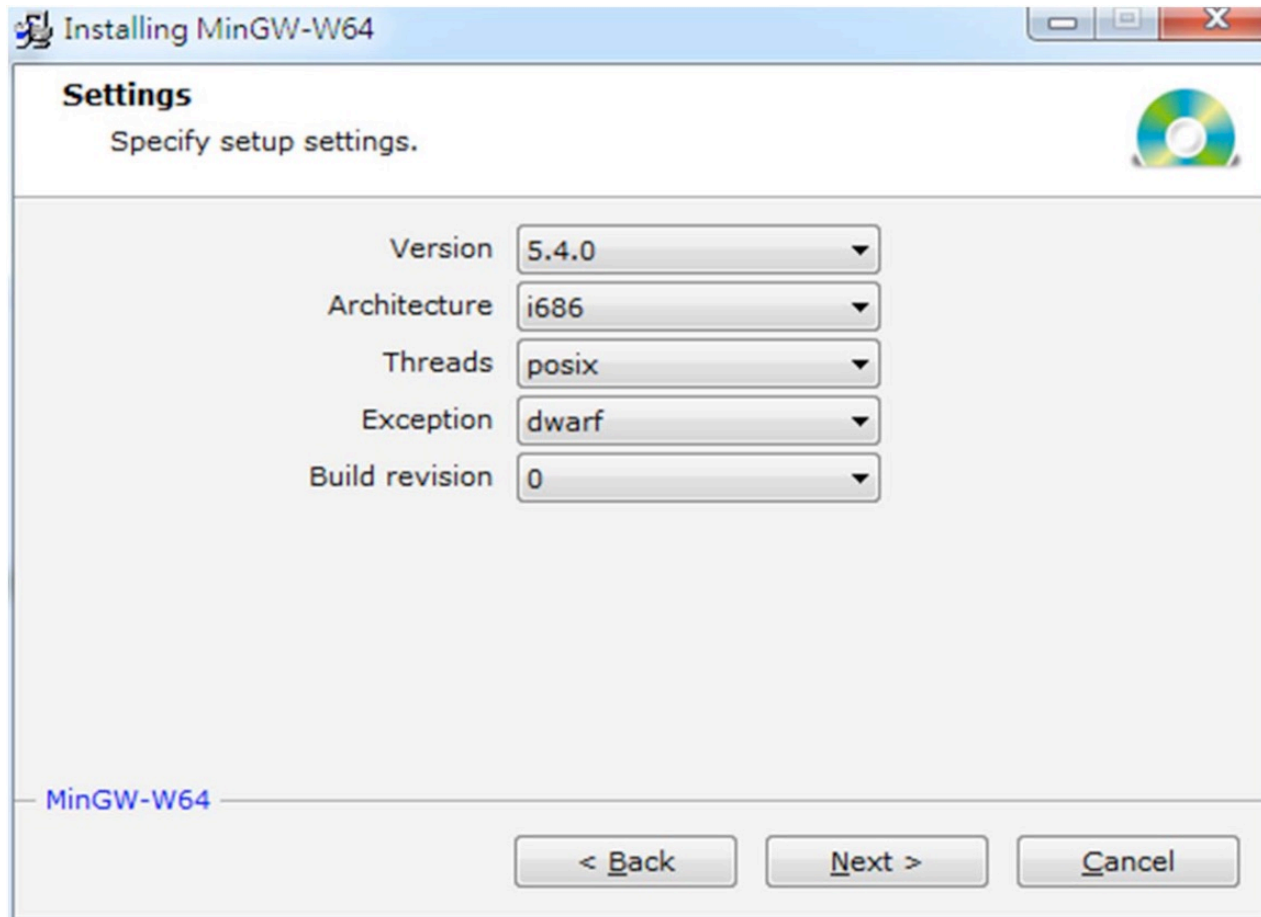 Installing MinGW-W64
Settings
Specify setup settings.
Version 5.4.0
Architecture i686
Threads posix
Exception dwarf
Build revision 0
MinGW-W64
< Back Next > Cancel